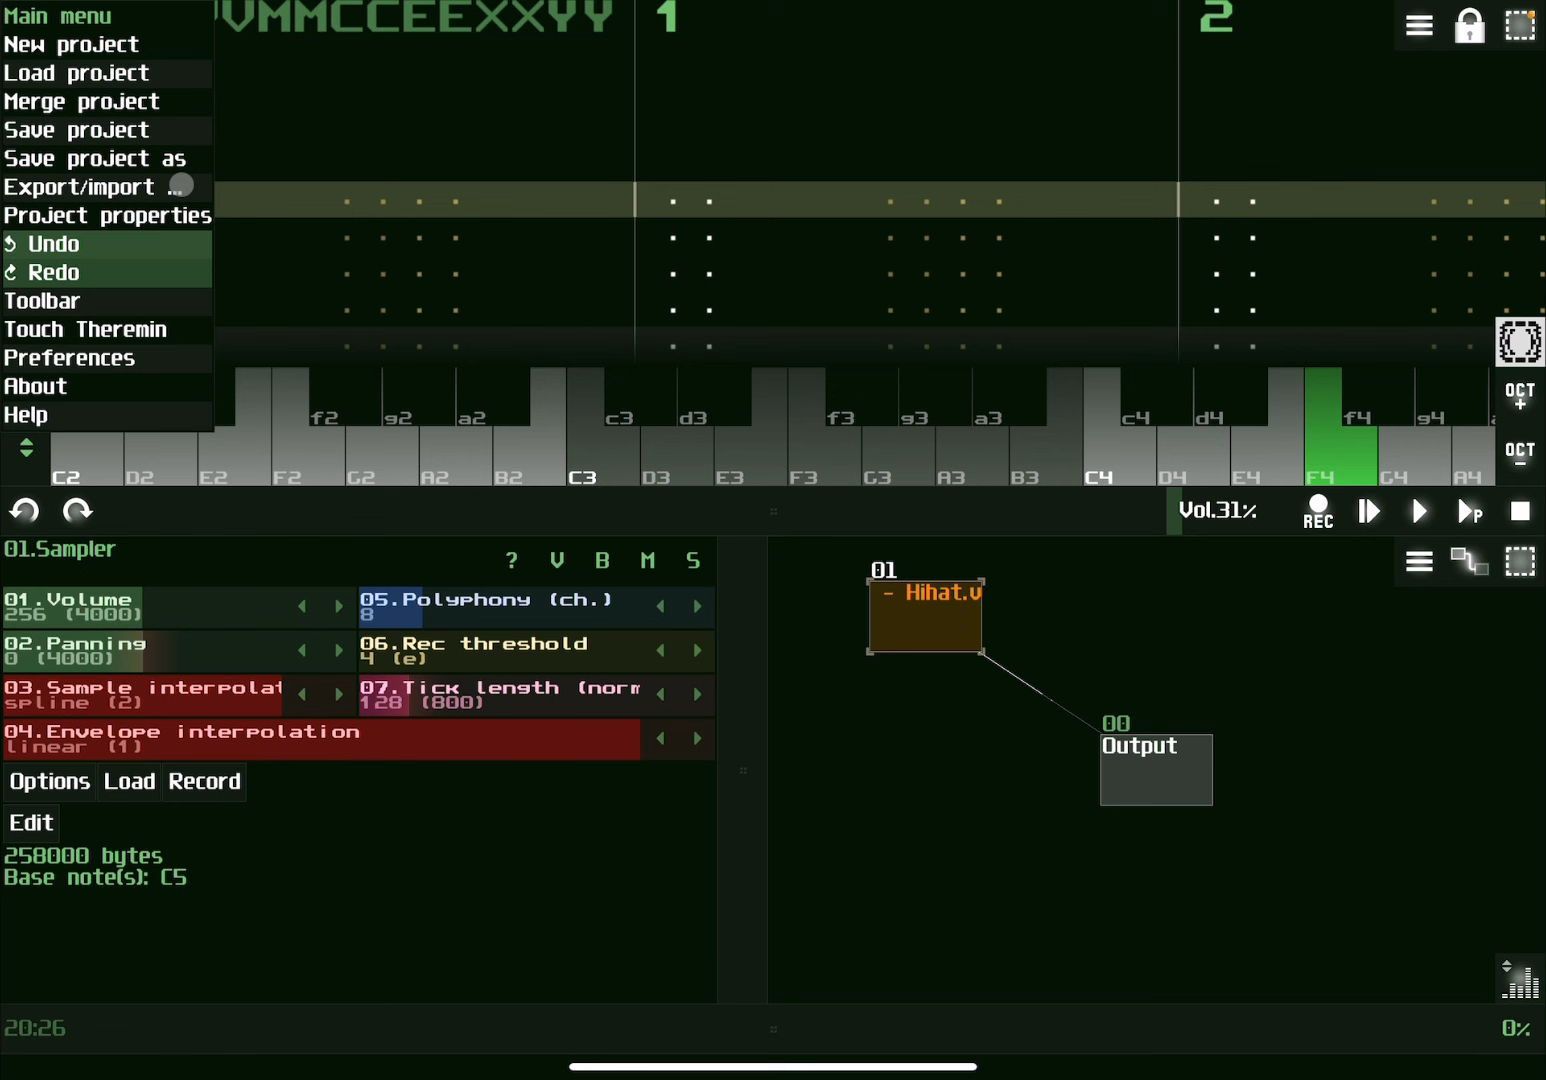 Main menu
New project
Load project
Merge project
Save project
Save project as
Export/import ...
Project properties
Undo
Redo
Toolbar
Touch Theremin
Preferences
About
Help
VMMCCEEXXYY
1
2
OCT
+
OCT
-
f2 g2 a2 c3 d3 f3 g3 a3 c4 d4 f4 g4
C2 D2 E2 F2 G2 A2 B2 C3 D3 E3 F3 G3 A3 B3 C4 D4 E4 F4 G4 A4
Vol.31%
REC
P
01.Sampler
? V B M S
01.Volume
256 (4000)
02.Panning
0 (4000)
03.Sample interpolat
spline (2)
04.Envelope interpolation
linear (1)
05.Polyphony (ch.)
8
06.Rec threshold
4 (e)
07.Tick length (norm
128 (800)
Options Load Record
Edit
258000 bytes
Base note(s): C5
01
- Hihat.w
00
Output
20:26
0%